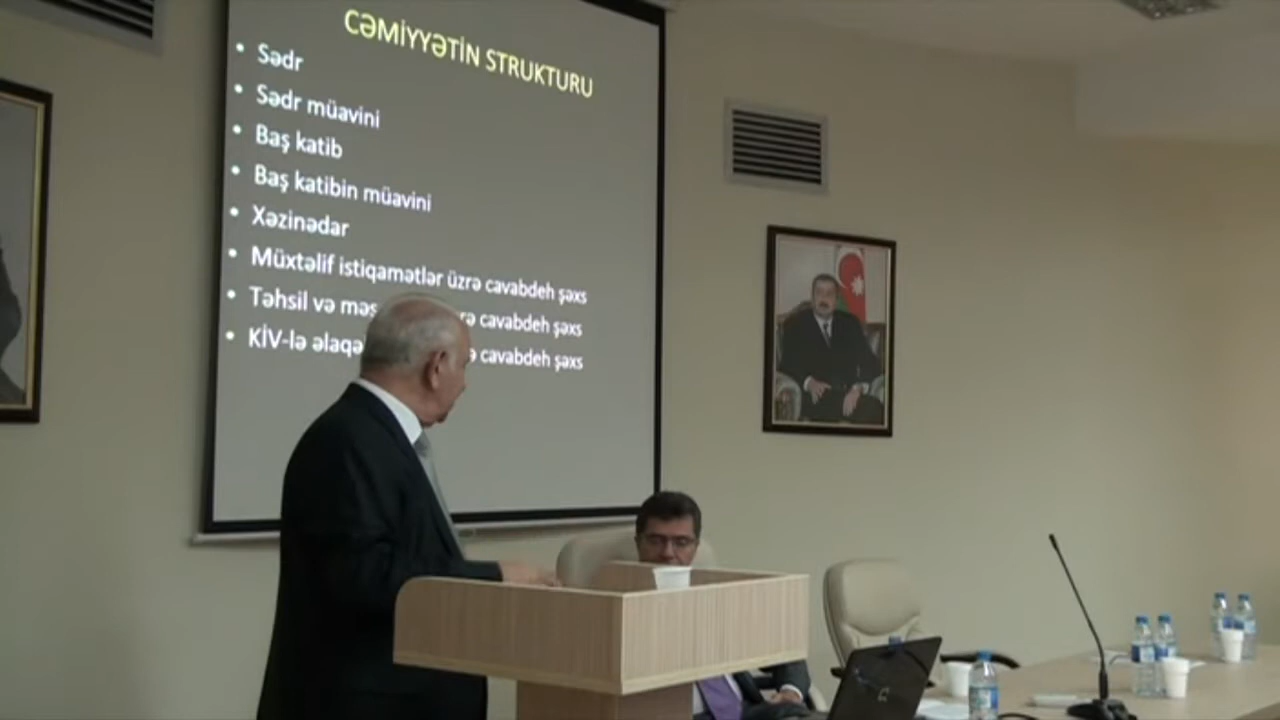 CƏMİYYƏTİN STRUKTURU
• Sədr
• Sədr müavini
• Baş katib
• Baş katibin müavini
• Xəzinədar
• Müxtəlif istiqamətlər üzrə cavabdeh şəxs
• Təhsil və cavabdeh şəxs
• KİV-lə cavabdeh şəxs